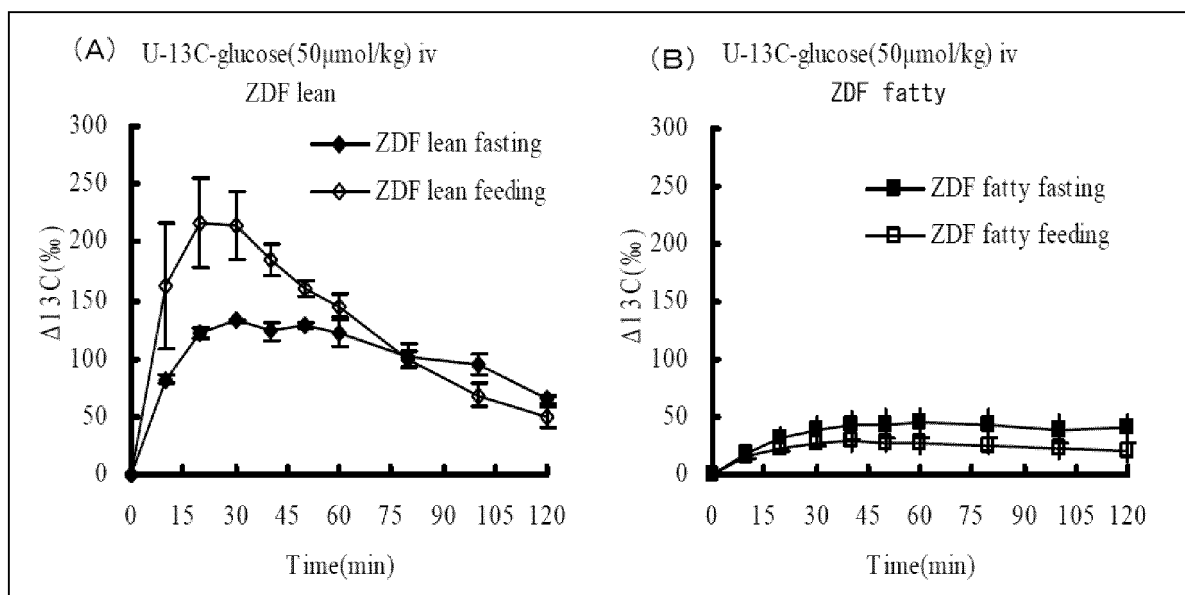 (A) U-13C-glucose(50μmol/kg) iv
ZDF lean
ZDF lean fasting
ZDF lean feeding
Δ13C(‰)
300
250
200
150
100
50
0
0 15 30 45 60 75 90 105 120
Time(min)
(B) U-13C-glucose(50μmol/kg) iv
ZDF fatty
ZDF fatty fasting
ZDF fatty feeding
Δ13C(‰)
300
250
200
150
100
50
0
0 15 30 45 60 75 90 105 120
Time(min)